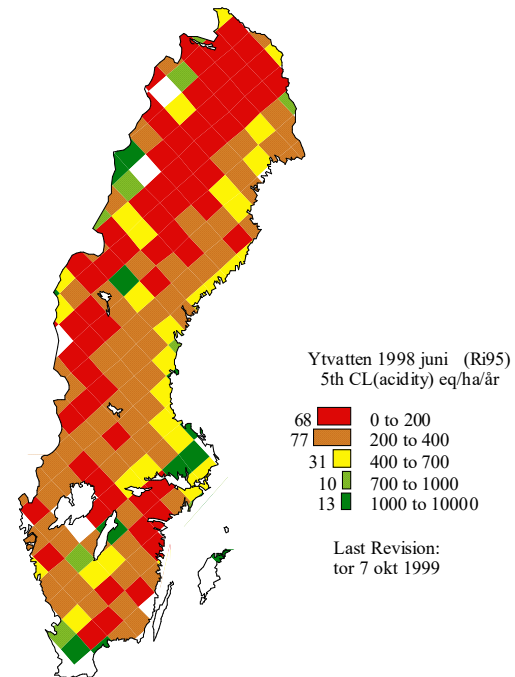 Ytvatten 1998 juni (Ri95)
5th CL(acidity) eq/ha/år
68 0 to 200
77 200 to 400
31 400 to 700
10 700 to 1000
13 1000 to 10000
Last Revision:
tor 7 okt 1999